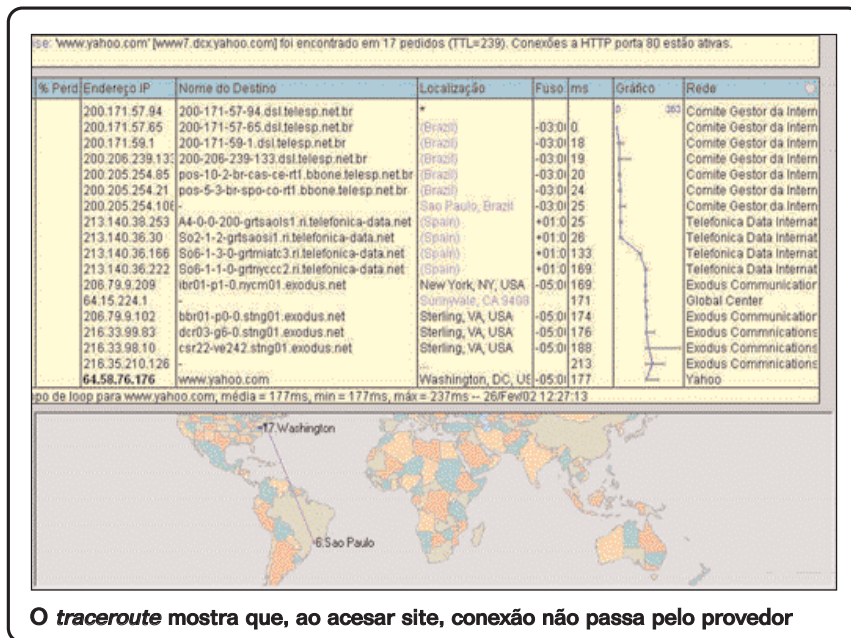 ise: 'www.yahoo.com' [www7.dcx.yahoo.com] foi encontrado em 17 pedidos (TTL=239). Conexões a HTTP porta 80 estão ativas.
% Perd Endereço IP Nome do Destino Localização Fuso ms Gráfico Rede
200.171.57.94 200-171-57-94.dsl.telesp.net.br * 0 Comite Gestor da Intern
200.171.57.65 200-171-57-65.dsl.telesp.net.br (Brazil) -03:0 0 Comite Gestor da Intern
200.171.59.1 200-171-59-1.dsl.telesp.net.br (Brazil) -03:0 18 Comite Gestor da Intern
200.206.239.133 200-206-239-133.dsl.telesp.net.br (Brazil) -03:0 19 Comite Gestor da Intern
200.205.254.85 pos-10-2-br-cas-ce-rt1.bbone.telesp.net.br (Brazil) -03:0 20 Comite Gestor da Intern
200.205.254.21 pos-5-3-br-spo-co-rt1.bbone.telesp.net.br (Brazil) -03:0 24 Comite Gestor da Intern
200.205.254.106 - Sao Paulo, Brazil -03:0 25 Comite Gestor da Intern
213.140.38.253 A4-0-0-200-grtsaols1.ri.telefonica-data.net (Spain) +01:0 25 Telefonica Data Internat
213.140.36.30 So2-1-2-grtsaosi1.ri.telefonica-data.net (Spain) +01:0 26 Telefonica Data Internat
213.140.36.166 So6-1-3-0-grtmiatc3.ri.telefonica-data.net (Spain) +01:0 133 Telefonica Data Internat
213.140.36.222 So6-1-1-0-grtnyccc2.ri.telefonica-data.net (Spain) +01:0 169 Telefonica Data Internat
206.79.9.209 ibr01-p1-0.nycm01.exodus.net New York, NY, USA -05:0 169 Exodus Communication
64.15.224.1 - Sunnyvale, CA 9408 171 Global Center
206.79.9.102 bbr01-p0-0.stng01.exodus.net Sterling, VA, USA -05:0 174 Exodus Commnications
216.33.99.83 dcr03-g6-0.stng01.exodus.net Sterling, VA, USA -05:0 176 Exodus Commnications
216.33.98.10 csr22-ve242.stng01.exodus.net Sterling, VA, USA -05:0 188 Exodus Commnications
216.35.210.126 - ... 213 Exodus Commnications
64.58.76.176 www.yahoo.com Washington, DC, US -05:0 177 Yahoo
po de loop para www.yahoo.com, média = 177ms, min = 177ms, máx = 237ms -- 26/Fev/02 12:27:13
17.Washington
6.Sao Paulo
O traceroute mostra que, ao acesar site, conexão não passa pelo provedor